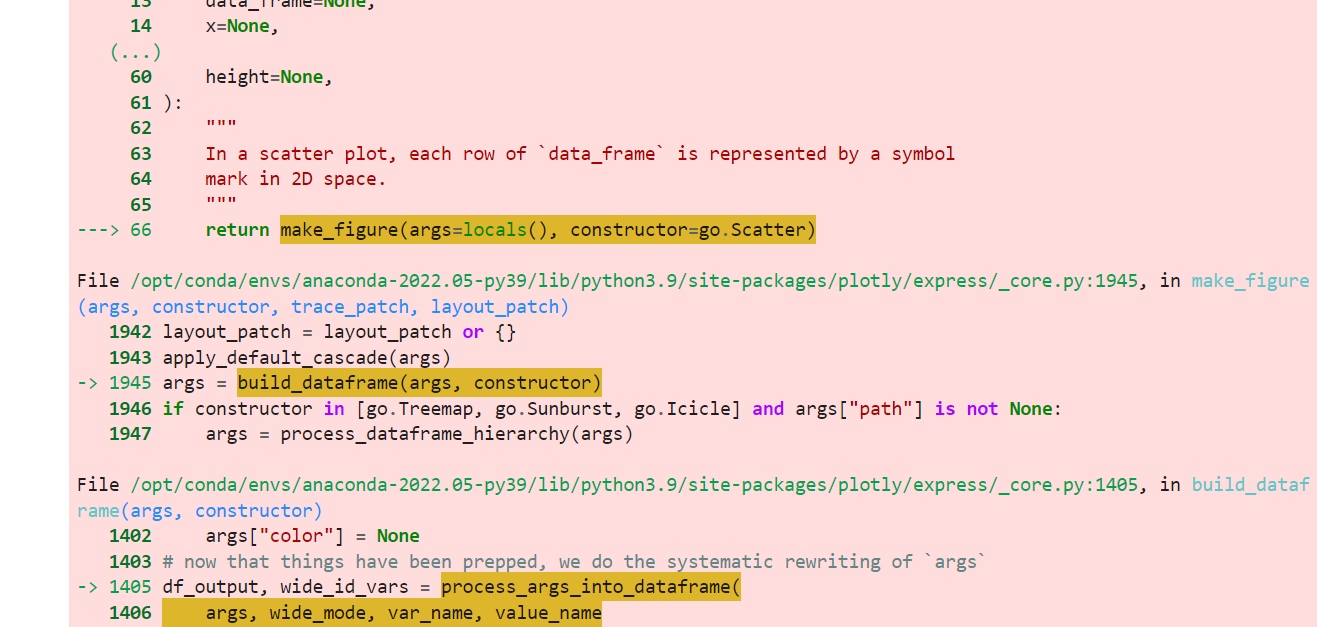 13     data_frame=None,
14     x=None,
(...)
60     height=None,
61 ):
62     """
63     In a scatter plot, each row of `data_frame` is represented by a symbol
64     mark in 2D space.
65     """
---> 66     return make_figure(args=locals(), constructor=go.Scatter)
File /opt/conda/envs/anaconda-2022.05-py39/lib/python3.9/site-packages/plotly/express/_core.py:1945, in make_figure
(args, constructor, trace_patch, layout_patch)
1942 layout_patch = layout_patch or {}
1943 apply_default_cascade(args)
-> 1945 args = build_dataframe(args, constructor)
1946 if constructor in [go.Treemap, go.Sunburst, go.Icicle] and args["path"] is not None:
1947     args = process_dataframe_hierarchy(args)
File /opt/conda/envs/anaconda-2022.05-py39/lib/python3.9/site-packages/plotly/express/_core.py:1405, in build_dataf
rame(args, constructor)
1402     args["color"] = None
1403 # now that things have been prepped, we do the systematic rewriting of `args`
-> 1405 df_output, wide_id_vars = process_args_into_dataframe(
1406     args, wide_mode, var_name, value_name